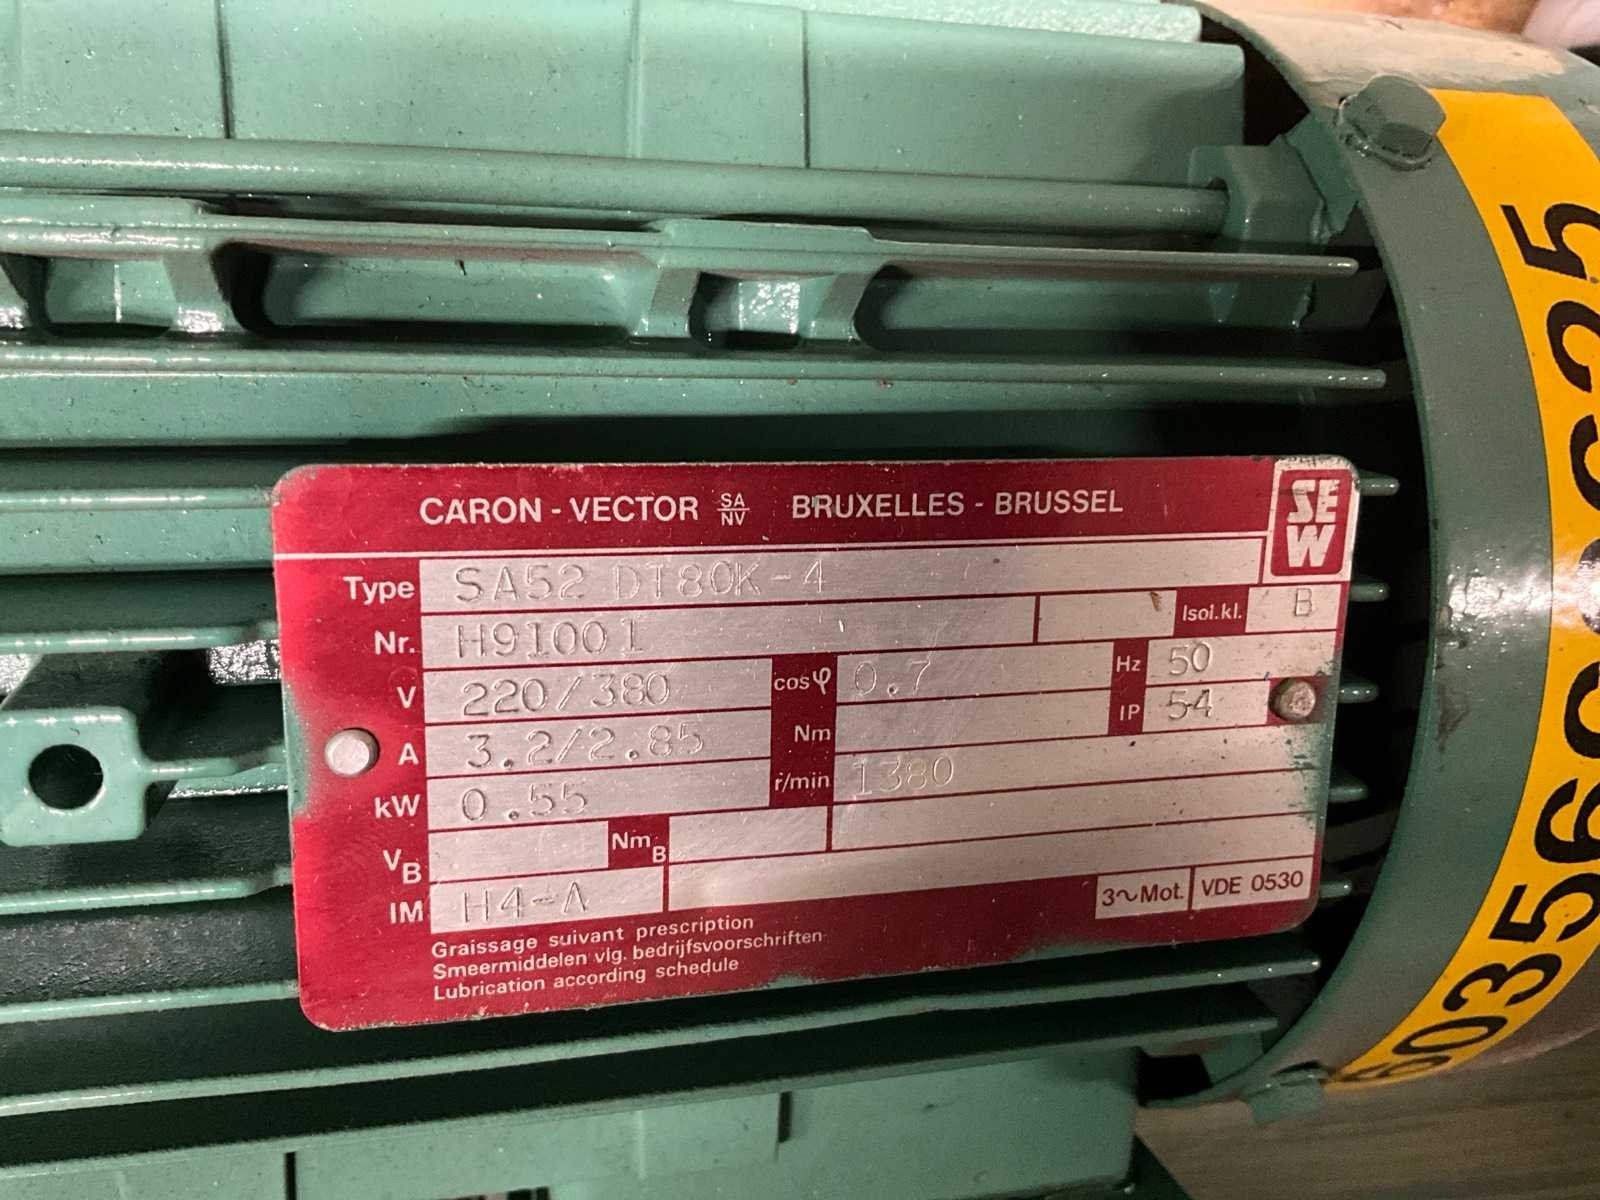 CARON - VECTOR SA/NV BRUXELLES - BRUSSEL
SEW
Type SA52 DT80K-4
Nr. H91001 Isol.kl. B
V 220/380 cosφ 0.7 Hz 50
A 3.2/2.85 Nm IP 54
kW 0.55 r/min 1380
VB NmB
IM H4-A
3~Mot. VDE 0530
Graissage suivant prescription
Smeermiddelen vlg. bedrijfsvoorschriften
Lubrication according schedule